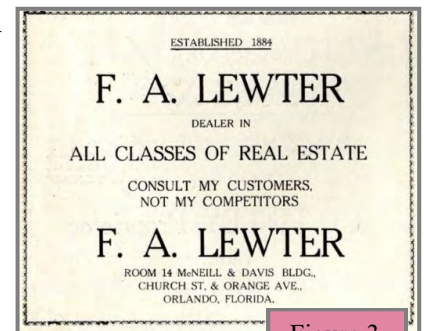 ESTABLISHED 1884
F. A. LEWTER
DEALER IN
ALL CLASSES OF REAL ESTATE
CONSULT MY CUSTOMERS,
NOT MY COMPETITORS
F. A. LEWTER
ROOM 14 McNEILL & DAVIS BLDG.,
CHURCH ST, & ORANGE AVE.,
ORLANDO, FLORIDA.